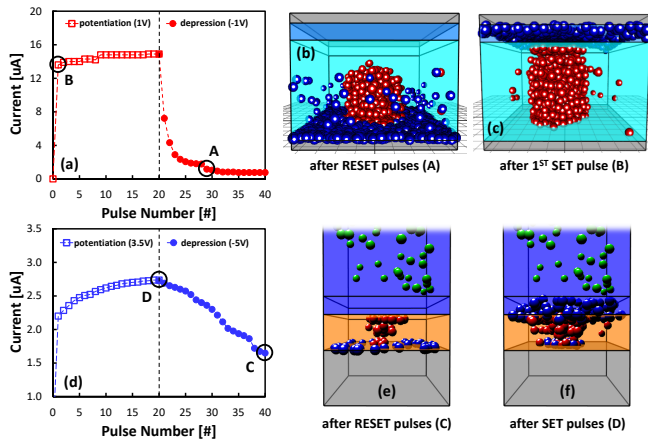 20
16
12
8
4
0
Current [uA]
potentiation (1V)
depression (-1V)
B
A
(a)
0 5 10 15 20 25 30 35 40
Pulse Number [#]
(b)
after RESET pulses (A)
(c)
after 1ST SET pulse (B)
3.5
3.0
2.5
2.0
1.5
1.0
Current [uA]
potentiation (3.5V)
depression (-5V)
D
C
(d)
0 5 10 15 20 25 30 35 40
Pulse Number [#]
(e)
after RESET pulses (C)
(f)
after SET pulses (D)